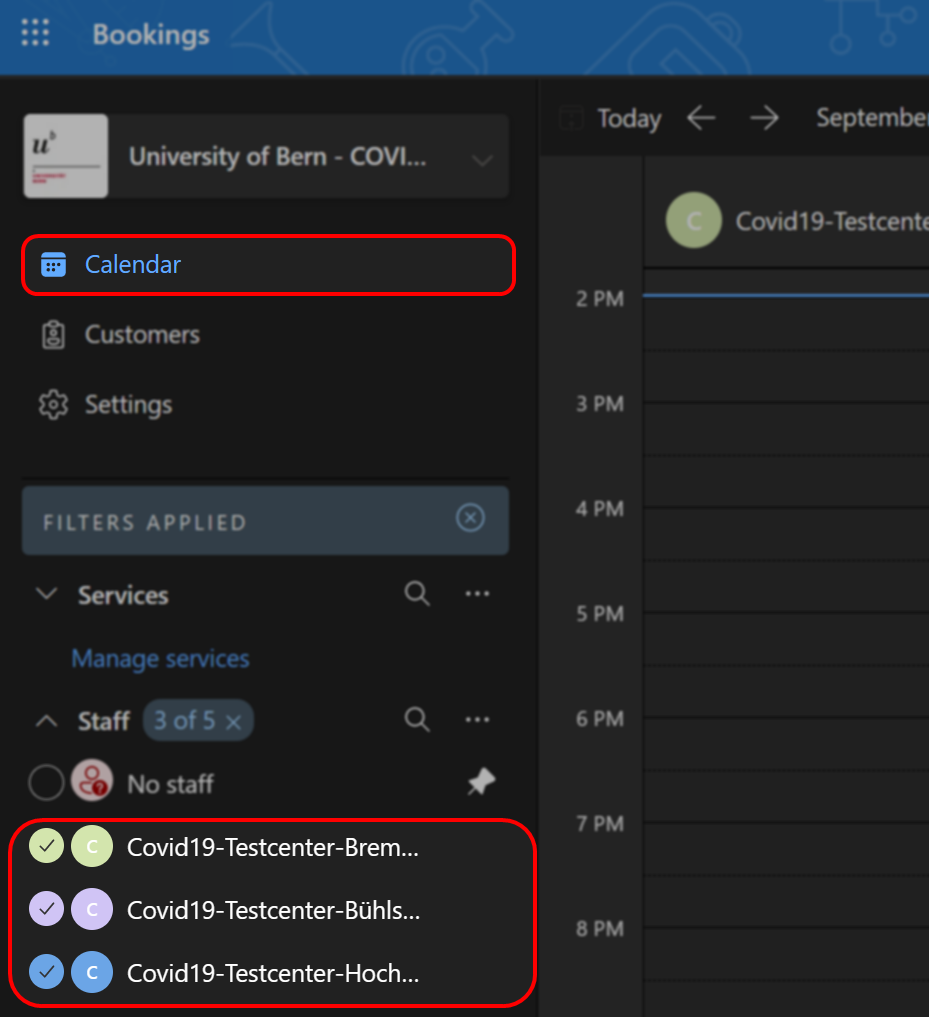 Bookings
University of Bern - COVI...
Calendar
Customers
Settings
FILTERS APPLIED
Services
Manage services
Staff 3 of 5
No staff
C Covid19-Testcenter-Brem...
C Covid19-Testcenter-Bühls...
C Covid19-Testcenter-Hoch...
Today
September
C Covid19-Testcente
2 PM
3 PM
4 PM
5 PM
6 PM
7 PM
8 PM